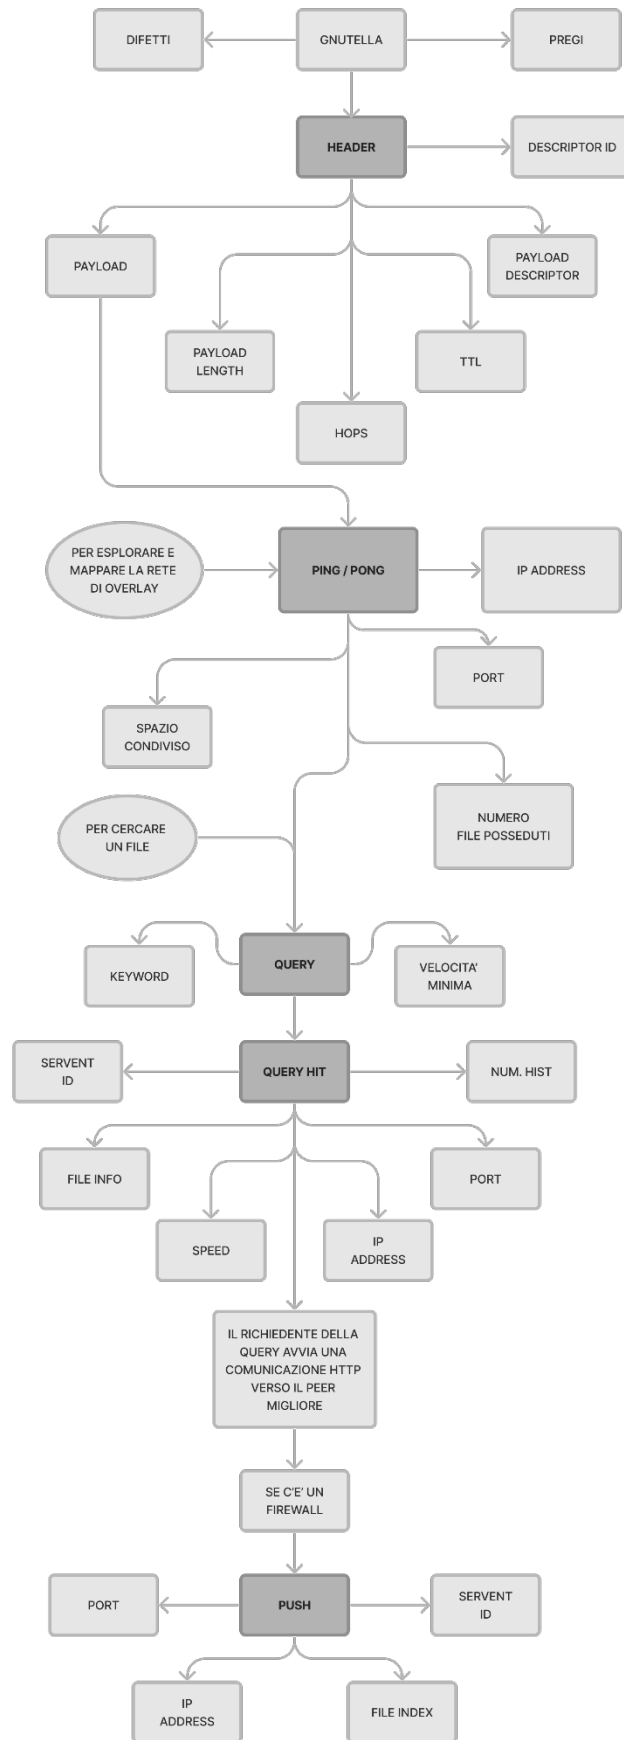 DIFETTI
GNUTELLA
PREGI
HEADER
DESCRIPTOR ID
PAYLOAD
PAYLOAD
DESCRIPTOR
PAYLOAD
LENGTH
TTL
HOPS
PER ESPLORARE E
MAPPARE LA RETE
DI OVERLAY
PING / PONG
IP ADDRESS
PORT
SPAZIO
CONDIVISO
NUMERO
FILE POSSEDUTI
PER CERCARE
UN FILE
KEYWORD
QUERY
VELOCITA'
MINIMA
SERVENT
ID
QUERY HIT
NUM. HIST
FILE INFO
PORT
SPEED
IP
ADDRESS
IL RICHIEDENTE DELLA
QUERY AVVIA UNA
COMUNICAZIONE HTTP
VERSO IL PEER
MIGLIORE
SE C'E' UN
FIREWALL
PORT
PUSH
SERVENT
ID
IP
ADDRESS
FILE INDEX